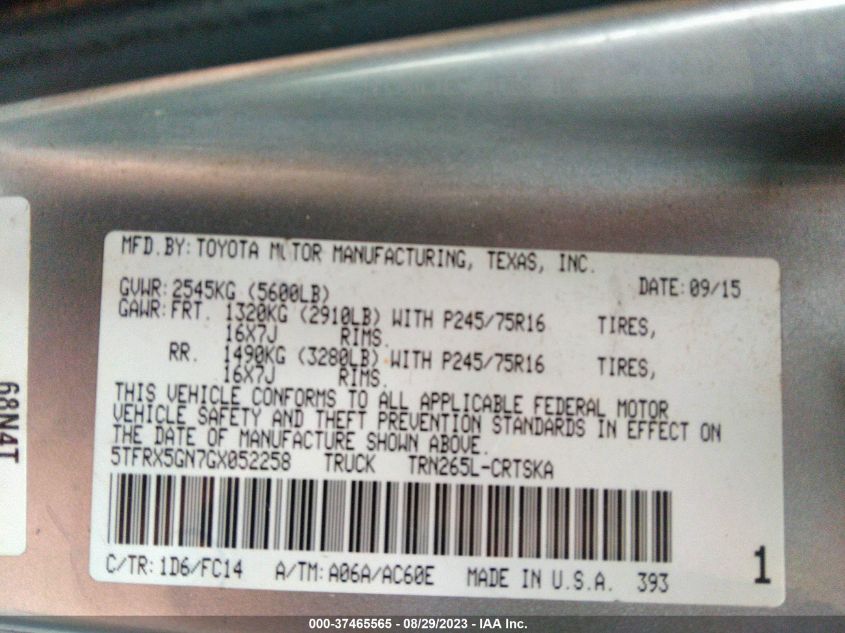 MFD. BY: TOYOTA MOTOR MANUFACTURING, TEXAS, INC.
DATE: 09/15
GVWR: 2545KG (5600LB)
GAWR: FRT. 1320KG (2910LB) WITH P245/75R16 TIRES,
16X7J RIMS.
RR. 1490KG (3280LB) WITH P245/75R16 TIRES,
16X7J RIMS.
THIS VEHICLE CONFORMS TO ALL APPLICABLE FEDERAL MOTOR
VEHICLE SAFETY AND THEFT PREVENTION STANDARDS IN EFFECT ON
THE DATE OF MANUFACTURE SHOWN ABOVE.
5TFRX5GN7GX052258 TRUCK TRN265L-CRTSKA
C/TR: 1D6/FC14 A/TM: A06A/AC60E MADE IN U.S.A. 393
1
68N4T
000-37465565 / 08/29/2023 - IAA Inc.